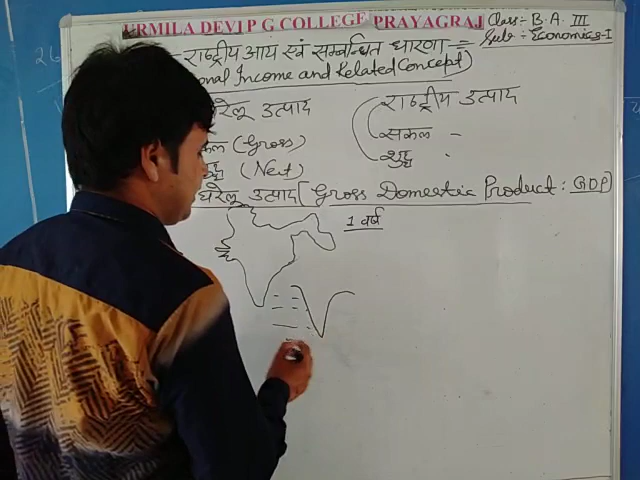 URMILA DEVI P G COLLEGE PRAYAGRAJ
Class:- B.A. III
Sub:- Economics-I
राष्ट्रीय आय एवं सम्बन्धित धारणा
onal Income and Related Concept)
रेलू उत्पाद
राष्ट्रीय उत्पाद
कल (Gross)
सकल -
द्ध (Net)
शुद्ध
घरेलू उत्पाद (Gross Domestic Product: GDP)
1 वर्ष